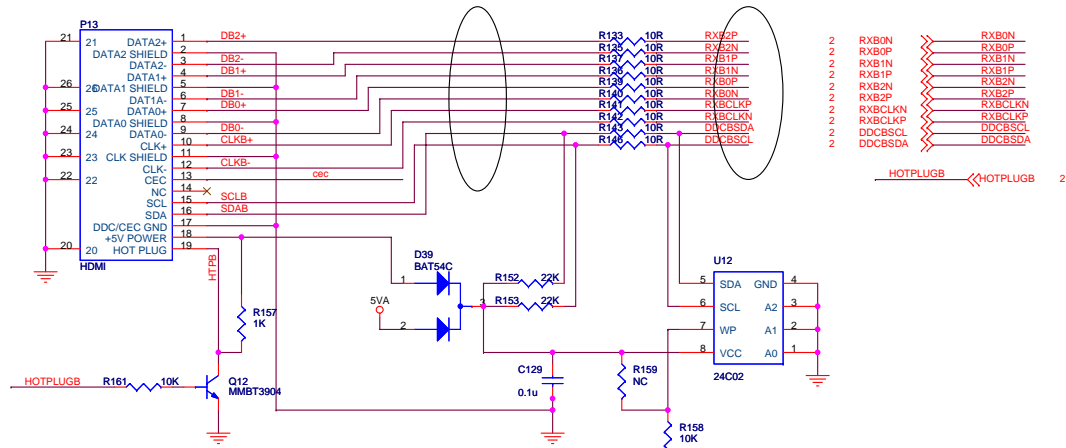 P13
HDMI
21 21 DATA2+ 1 DB2+
DATA2 SHIELD 2
DATA2- 3 DB2-
DATA1+ 4 DB1+
26 26 DATA1 SHIELD 5
DATA1A- 6 DB1-
25 25 DATA0+ 7 DB0+
DATA0 SHIELD 8
24 24 DATA0- 9 DB0-
CLK+ 10 CLKB+
23 23 CLK SHIELD 11
CLK- 12 CLKB-
22 22 CEC 13 cec
NC 14
SCL 15 SCLB
SDA 16 SDAB
DDC/CEC GND 17
+5V POWER 18
20 20 HOT PLUG 19
HTPB
R133 10R RXB2P
R135 10R RXB2N
R137 10R RXB1P
R138 10R RXB1N
R139 10R RXB0P
R140 10R RXB0N
R141 10R RXBCLKP
R142 10R RXBCLKN
R143 10R DDCBSDA
R146 10R DDCBSCL
2 RXB0N RXB0N
2 RXB0P RXB0P
2 RXB1N RXB1N
2 RXB1P RXB1P
2 RXB2N RXB2N
2 RXB2P RXB2P
2 RXBCLKN RXBCLKN
2 RXBCLKP RXBCLKP
2 DDCBSCL DDCBSCL
2 DDCBSDA DDCBSDA
HOTPLUGB HOTPLUGB 2
R157
1K
D39
BAT54C
1
2
3
5VA
R152 22K
R153 22K
U12
5 SDA GND 4
6 SCL A2 3
7 WP A1 2
8 VCC A0 1
24C02
HOTPLUGB R161 10K
Q12
MMBT3904
C129
0.1u
R159
NC
R158
10K